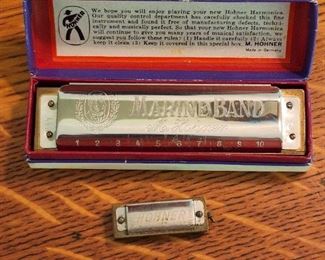 We hope you will enjoy playing your new Hohner Harmonica.
Our quality control department has carefully checked this fine
instrument and found it free of manufacturing defects, techni-
cally and musically perfect. So that your new Hohner Harmonica
will continue to give you many years of musical satisfaction, we
suggest you follow these rules: (1) Handle it carefully (2) Always
keep it clean (3) Keep it covered in this special box. M. HOHNER
Made in Germany
HOHNER
MARINE BAND
1 2 3 4 5 6 7 8 9 10
HOHNER